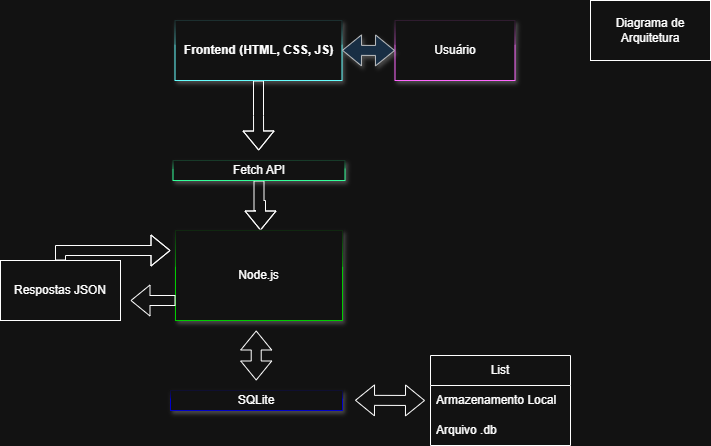 Frontend (HTML, CSS, JS)
Usuário
Diagrama de
Arquitetura
Fetch API
Node.js
Respostas JSON
SQLite
List
Armazenamento Local
Arquivo .db